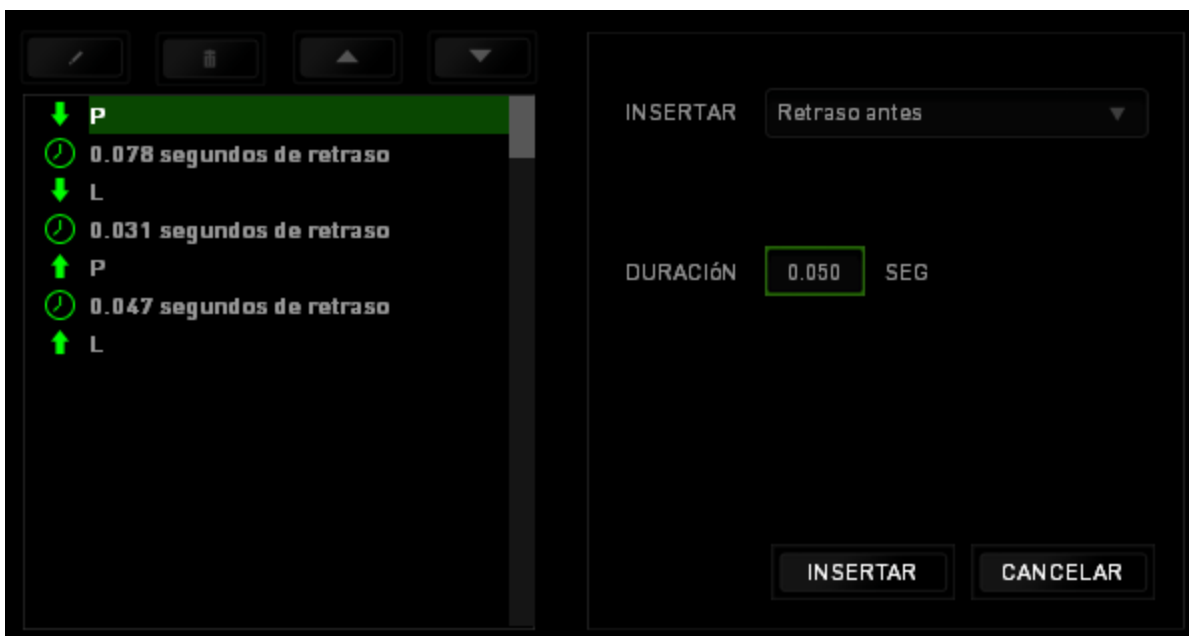 P
0.078 segundos de retraso
L
0.031 segundos de retraso
P
0.047 segundos de retraso
L
INSERTAR Retraso antes
DURACIóN 0.050 SEG
INSERTAR CANCELAR